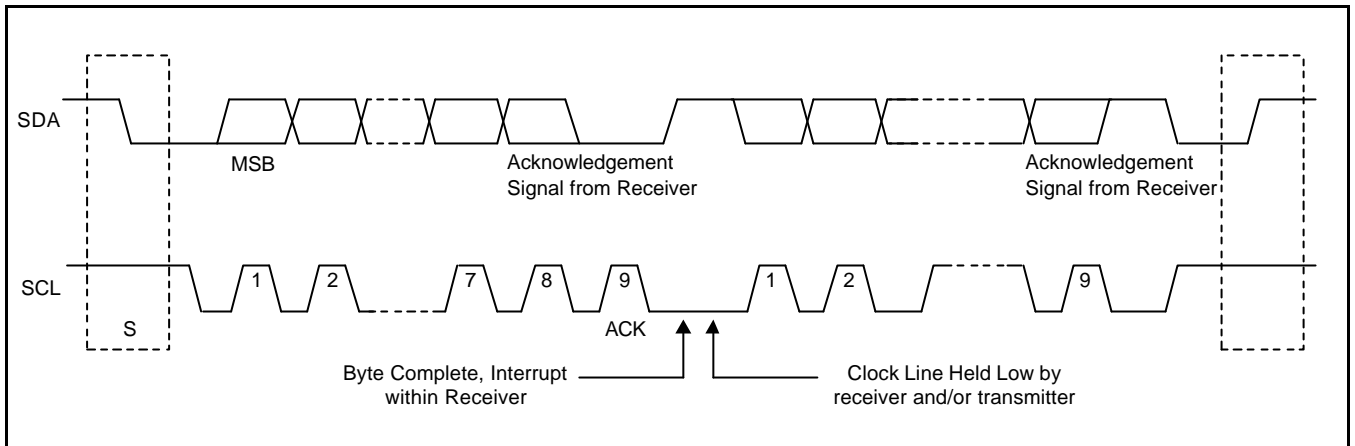 SDA
MSB
Acknowledgement
Signal from Receiver
Acknowledgement
Signal from Receiver
SCL
1
2
7
8
9
1
2
9
S
ACK
Byte Complete, Interrupt
within Receiver
Clock Line Held Low by
receiver and/or transmitter